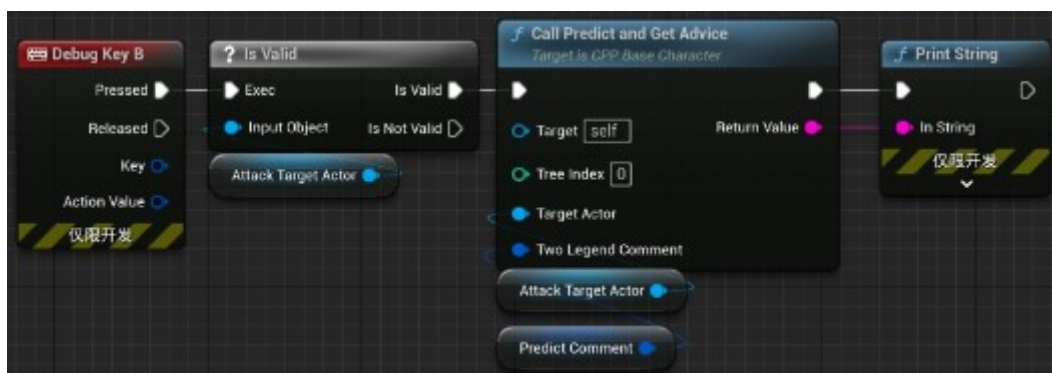 Debug Key B
Pressed
Released
Key
Action Value
仅限开发
? Is Valid
Exec
Is Valid
Input Object
Is Not Valid
Attack Target Actor
f Call Predict and Get Advice
Target is CPP Base Character
Target self
Return Value
Tree Index 0
Target Actor
Two Legend Comment
Attack Target Actor
Predict Comment
f Print String
In String
仅限开发